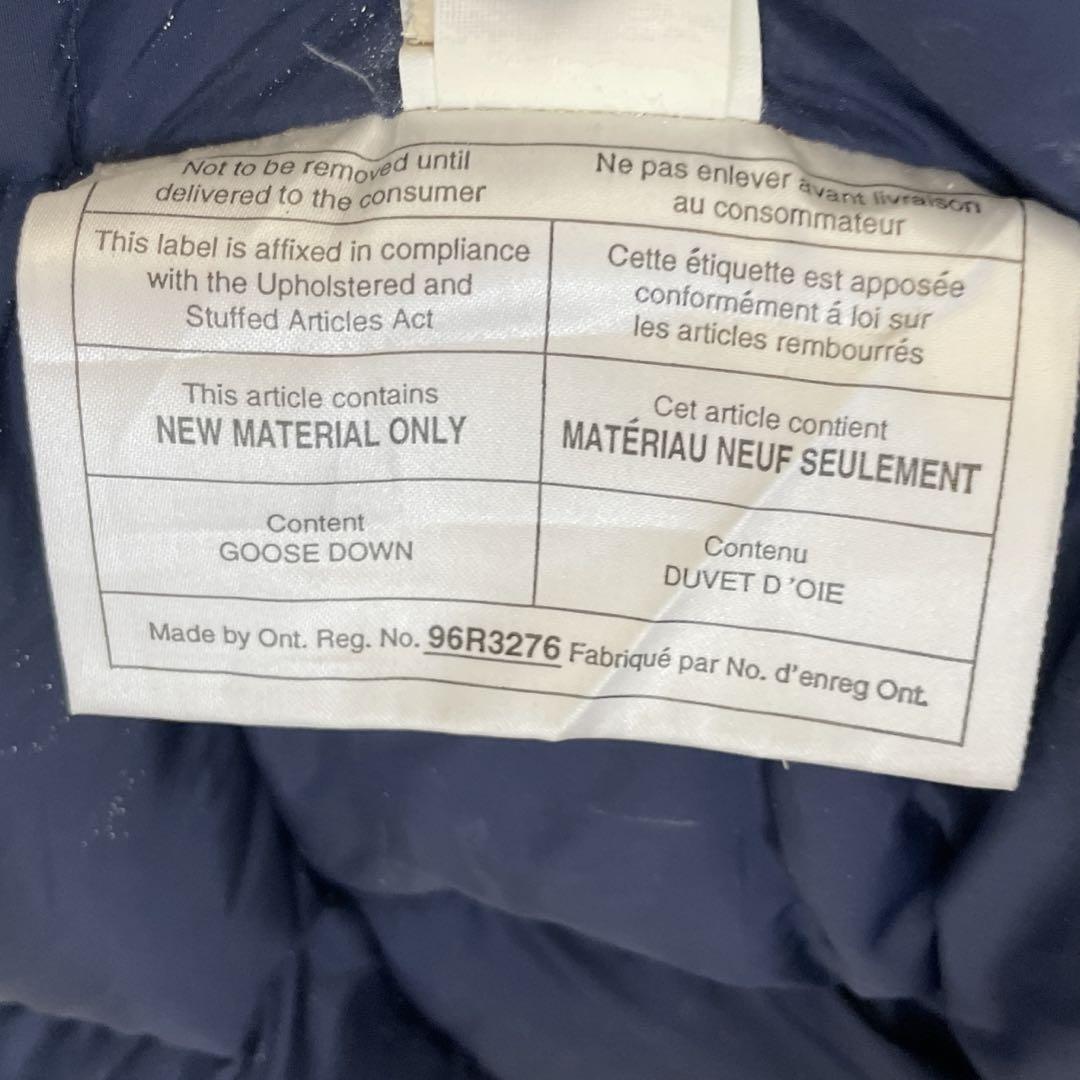 Not to be removed until
delivered to the consumer
Ne pas enlever avant livraison
au consommateur
This label is affixed in compliance
with the Upholstered and
Stuffed Articles Act
Cette étiquette est apposée
conformément á loi sur
les articles rembourrés
This article contains
NEW MATERIAL ONLY
Cet article contient
MATÉRIAU NEUF SEULEMENT
Content
GOOSE DOWN
Contenu
DUVET D 'OIE
Made by Ont. Reg. No. 96R3276 Fabriqué par No. d'enreg Ont.